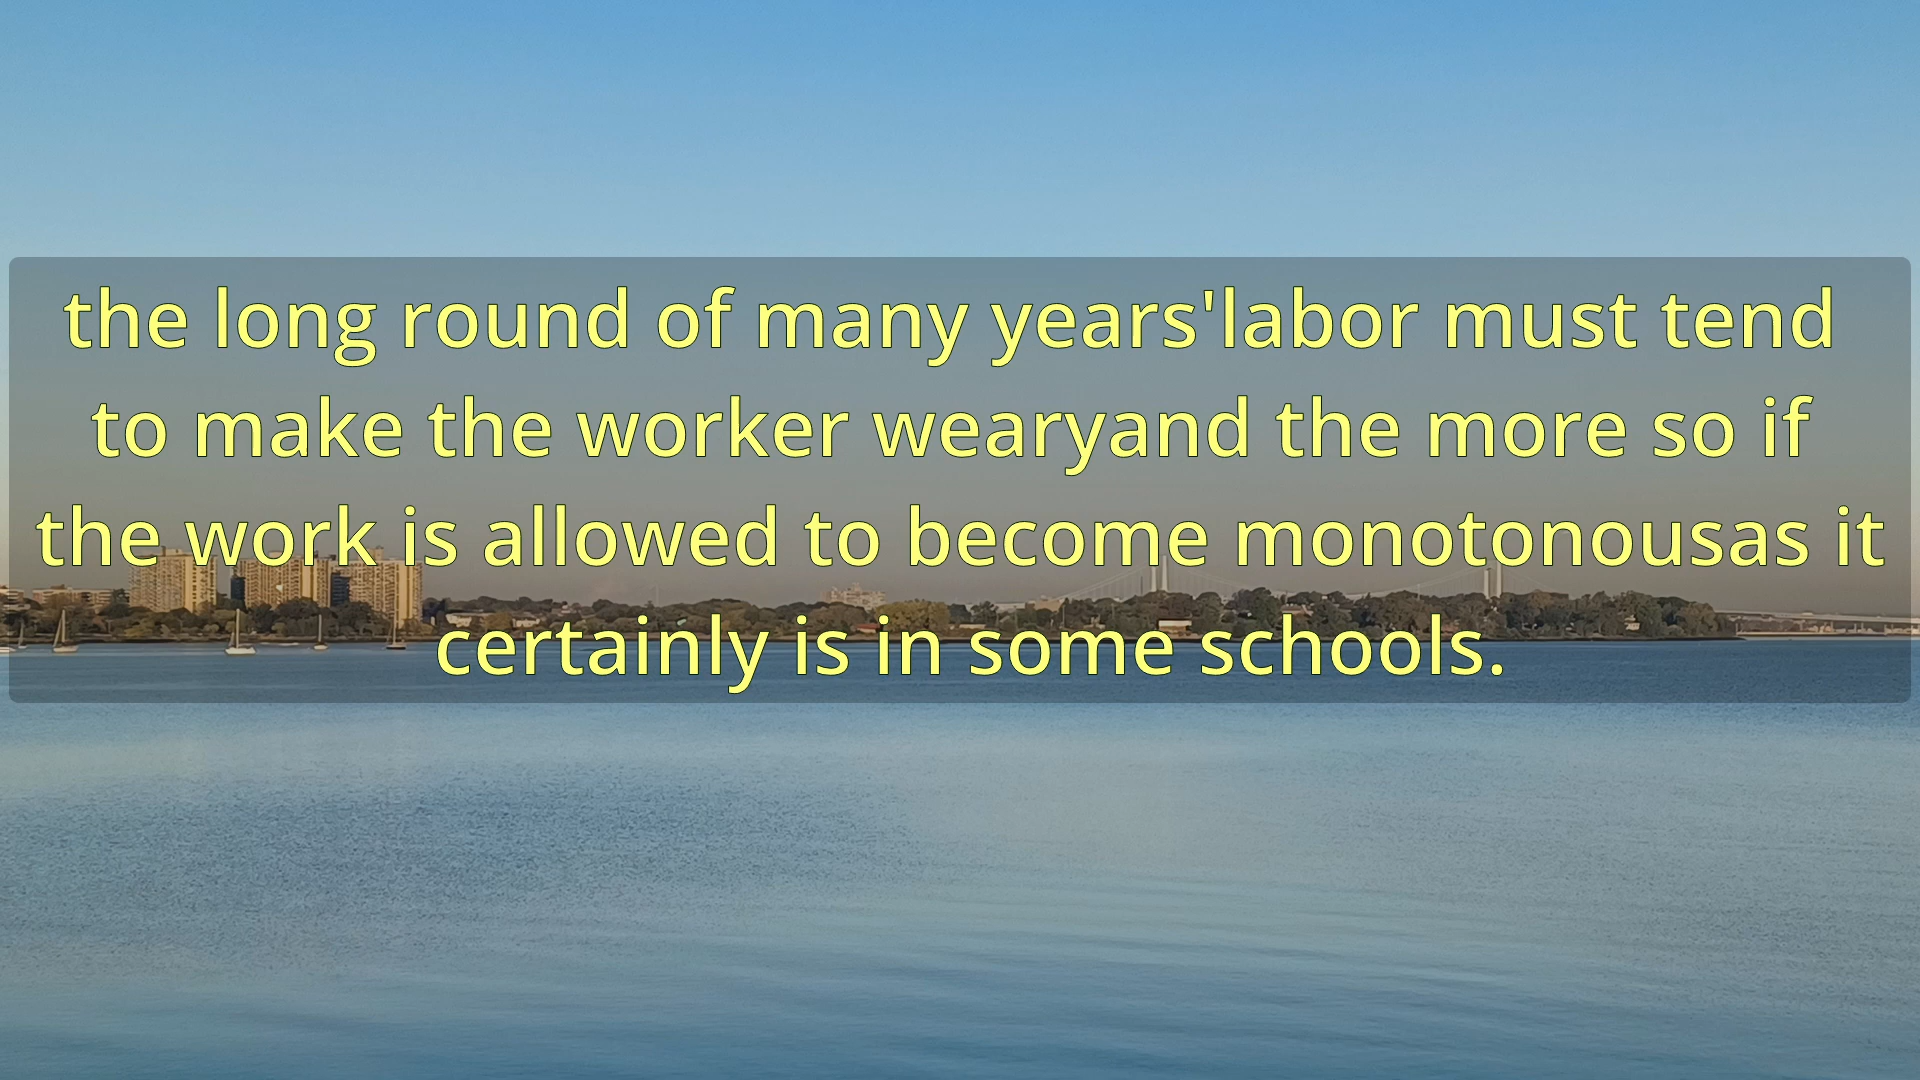 the long round of many years'labor must tend
to make the worker wearyand the more so if
the work is allowed to become monotonousas it
certainly is in some schools.